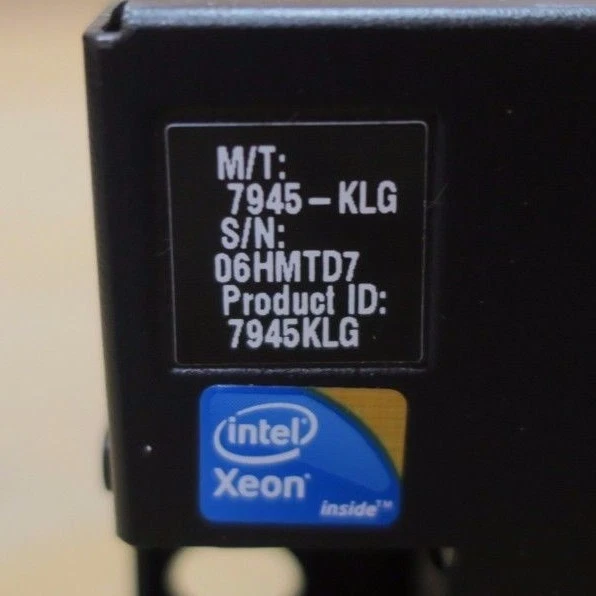 M/T:
7945-KLG
S/N:
06HMTD7
Product ID:
7945KLG
intel
Xeon
inside™